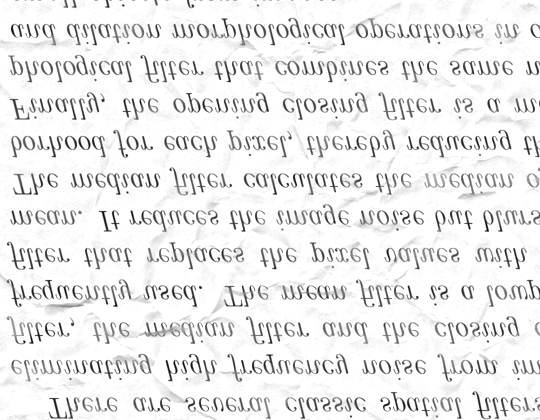 There are several classic spatial filters
eliminating high frequency noise from im
filter, the median filter and the closing
frequently used. The mean filter is a lowp
filter that replaces the pixel values with
mean. It reduces the image noise but blurs
The median filter calculates the median o
borhood for each pixel, thereby reducing th
Finally, the opening closing filter is a m
phological filter that combines the same n
and dilation morphological operations in o